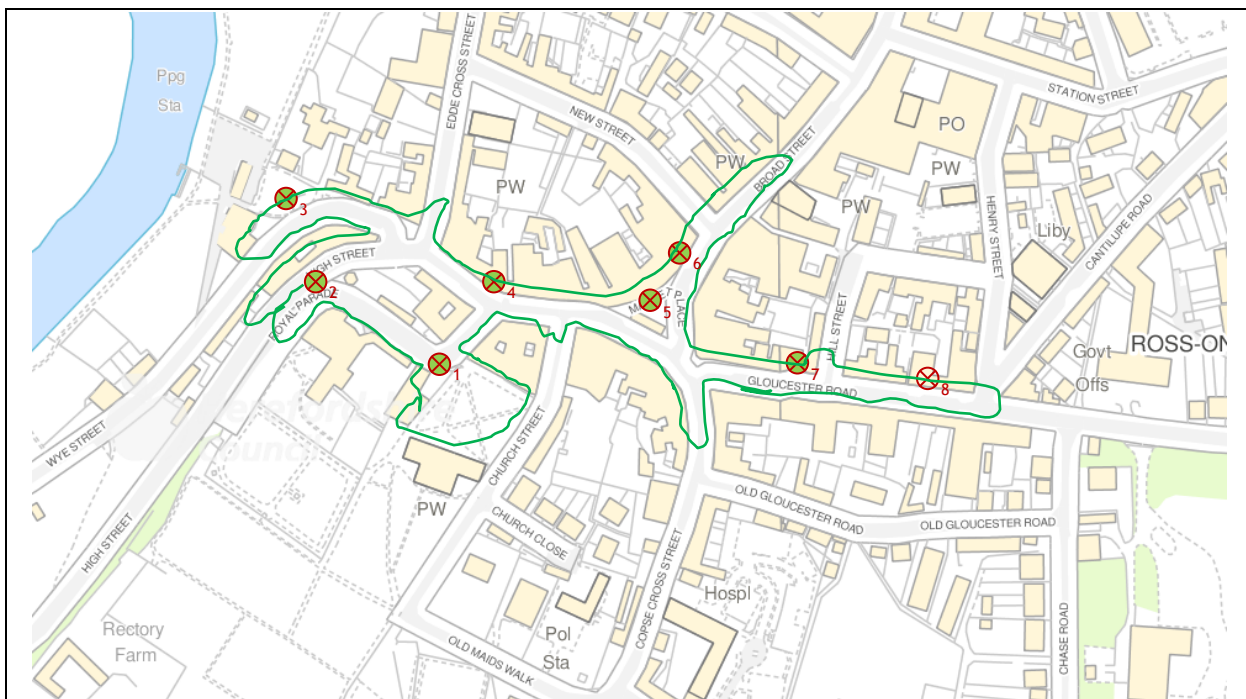 Ppg
Sta
EDDE CROSS STREET
NEW STREET
STATION STREET
PO
PW
PW
PW
BROAD STREET
PW
HENRY STREET
Liby
CANTILUPE ROAD
3
HIGH STREET
2
ROYAL PARADE
4
6
5
MARKET PLACE
HILL STREET
1
7
8
GLOUCESTER ROAD
Govt
Offs
ROSS-ON
Herefordshire
Council
WYE STREET
HIGH STREET
CHURCH STREET
PW
CHURCH CLOSE
OLD GLOUCESTER ROAD
OLD GLOUCESTER ROAD
COPSE CROSS STREET
Hospl
Rectory
Farm
Pol
Sta
OLD MAIDS WALK
CHASE ROAD